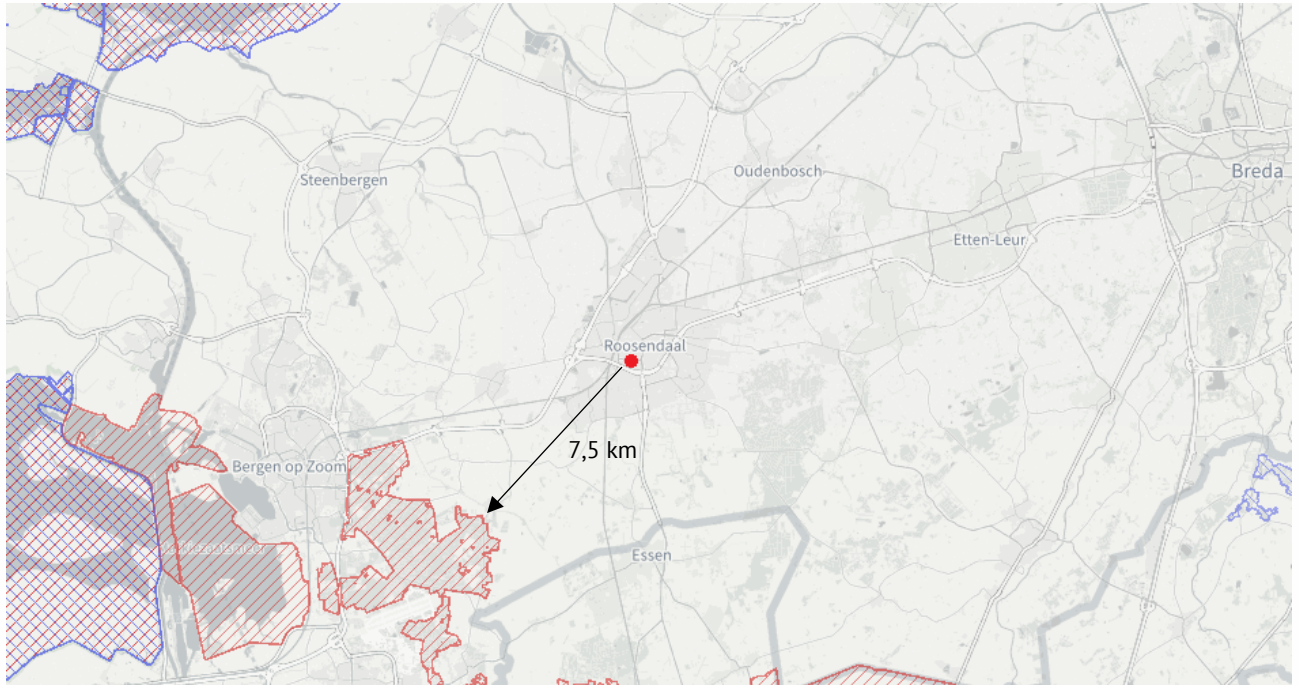 Oudenbosch
Breda
Steenbergen
Etten-Leur
Roosendaal
7,5 km
Bergen op Zoom
Essen